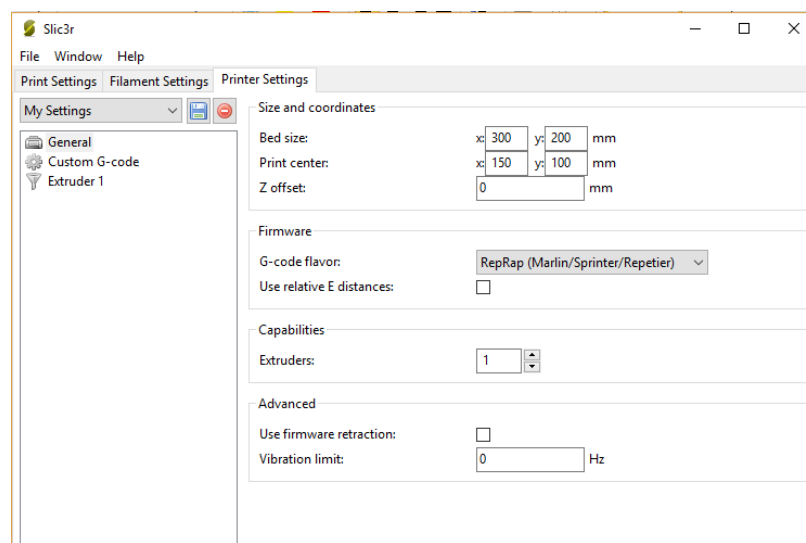 Slic3r
File Window Help
Print Settings Filament Settings Printer Settings
My Settings
General
Custom G-code
Extruder 1
Size and coordinates
Bed size: x: 300 y: 200 mm
Print center: x: 150 y: 100 mm
Z offset: 0 mm
Firmware
G-code flavor: RepRap (Marlin/Sprinter/Repetier)
Use relative E distances:
Capabilities
Extruders: 1
Advanced
Use firmware retraction:
Vibration limit: 0 Hz